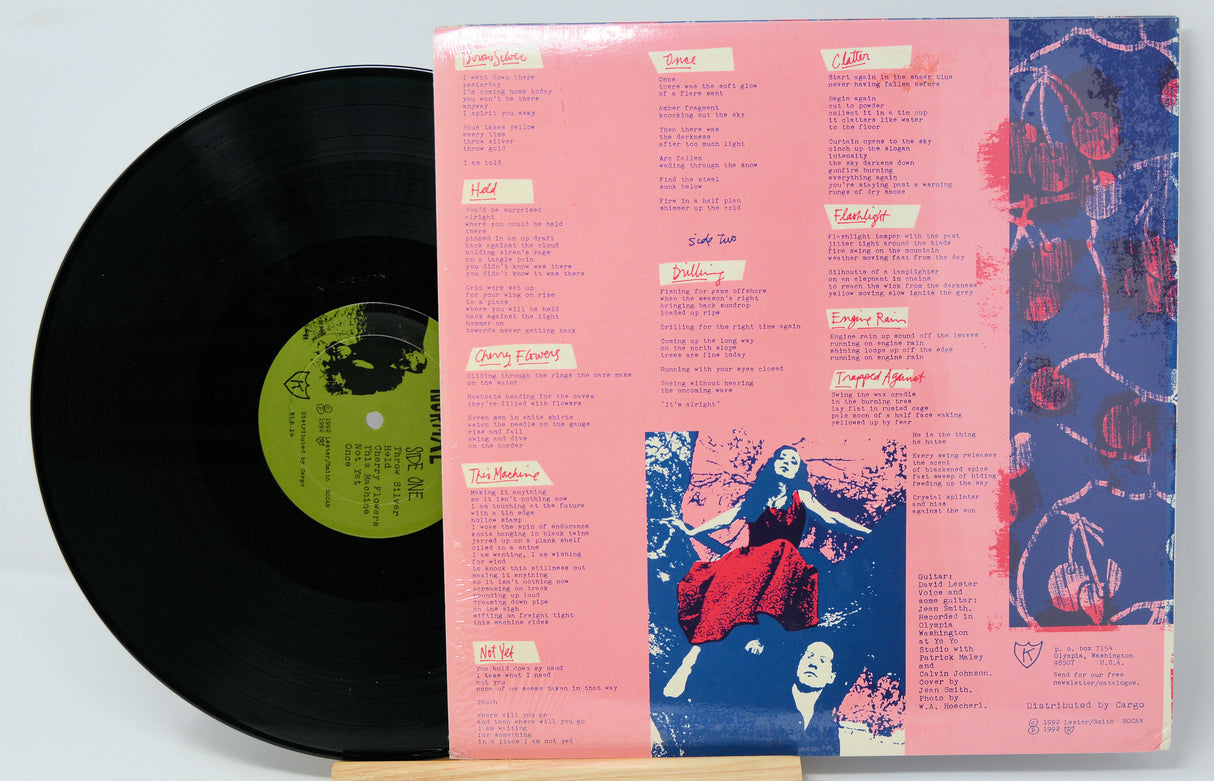 Throw Silver
I went down there
yesterday
I'm coming home today
you won't be there
anyway
I spirit you away
Blue takes yellow
every time
throw silver
throw gold
I am told
Held
You'd be surprised
alright
where you could be held
there
pinned in an up draft
back against the cloud
holding siren's rage
on a tangle pain
you didn't know was there
you didn't know it was there
Grid work set up
for your wing on rise
to a place
where you will be held
back against the light
hammer on
towards never getting back
Cherry Flowers
Gliding through the rings the oars make
on the water
Rowboats heading for the caves
they're filled with flowers
Seven men in white shirts
watch the needle on the gauge
rise and fall
swing and dive
on the border
This Machine
Making it anything
so it isn't nothing now
I am touching at the future
with a tin edge
hollow stamp
I wove the spin of endurance
knots hanging in black twine
jarred up on a plank shelf
oiled to a shine
I am wanting, I am wishing
for wind
to knock this stillness out
making it anything
so it isn't nothing now
screaming on track
rounding up loud
dreaming down pipe
on the sigh
sifting on freight tight
this machine rides
Not Yet
You hold down my hand
I take what I need
not you
none of us seems taken in that way
Touch
where will you go
and then where will you go
I am waiting
for something
in a place I am not yet
Once
Once
there was the soft glow
of a flare sent
Amber fragment
knocking out the sky
Then there was
the darkness
after too much light
Arc fallen
wading through the snow
Find the steel
sunk below
Fire in a half plan
shimmer up the cold
side two
Drilling
Fishing for gems offshore
when the season's right
bringing back sundrop
loaded up ripe
Drilling for the right time again
Coming up the long way
on the north slope
trees are fine today
Running with your eyes closed
Seeing without hearing
the oncoming wave
"It's alright"
Clatter
Start again in the sheer blue
never having fallen before
Begin again
cut to powder
collect it in a tin cup
it clatters like water
to the floor
Curtain opens to the sky
cinch up the slogan
intensity
the sky darkens down
gunfire burning
everything again
you're staying past a warning
rungs of dry smoke
Flashlight
Flashlight tamper with the past
jitter tight around the blade
fire swing on the mountain
weather moving fast from the day
Silhoutte of a lamplighter
on an elephant in chains
to reach the wick from the darkness
yellow moving slow ignite the grey
Engine Rain
Engine rain up sound off the leaves
running on engine rain
shining loops up off the edge
running on engine rain
Trapped Against
Swing the wax cradle
in the burning tree
lay flat in rusted cage
pale moon of a half face waking
yellowed up by fear
He is the thing
he hates
Every swing releases
the scent
of blackened spice
fast sweep of hiding
feeding up the sky
Crystal splinter
and hiss
against the sun
Guitar:
David Lester
Voice and
some guitar:
Jean Smith.
Recorded in
Olympia
Washington
at Yo Yo
Studio with
Patrick Maley
and
Calvin Johnson.
Cover by
Jean Smith.
Photo by
W.A. Hoecherl.
K
p. o. box 7154
Olympia, Washington
98507 U.S.A.
Send for our free
newsletter/catalogue.
Distributed by Cargo
© 1992 Lester/Smith SOCAN
℗ 1992 K
SIDE ONE
Throw Silver
Held
Cherry Flowers
This Machine
Not Yet
Once
© 1992 Lester/Smith SOCAN
℗ 1992 K
Distributed by Cargo
K